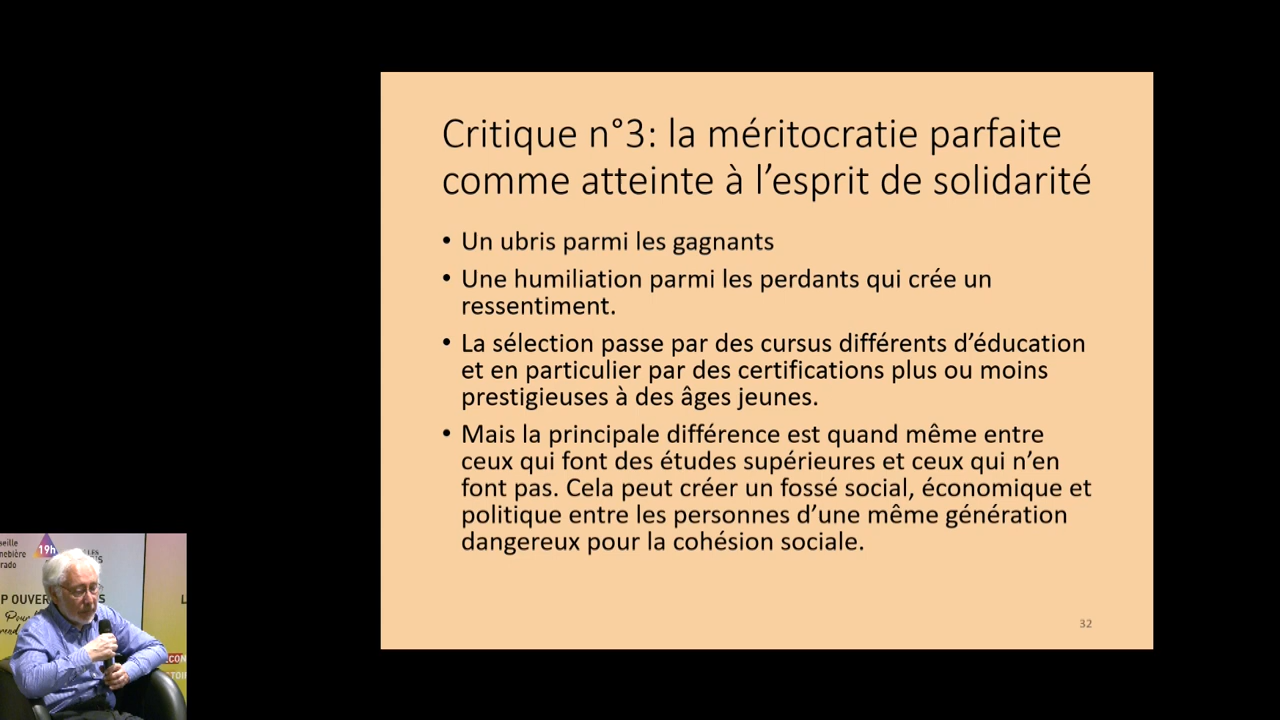 Critique n°3: la méritocratie parfaite
comme atteinte à l’esprit de solidarité
• Un ubris parmi les gagnants
• Une humiliation parmi les perdants qui crée un
ressentiment.
• La sélection passe par des cursus différents d’éducation
et en particulier par des certifications plus ou moins
prestigieuses à des âges jeunes.
• Mais la principale différence est quand même entre
ceux qui font des études supérieures et ceux qui n’en
font pas. Cela peut créer un fossé social, économique et
politique entre les personnes d’une même génération
dangereux pour la cohésion sociale.
32
19h
P OUVER